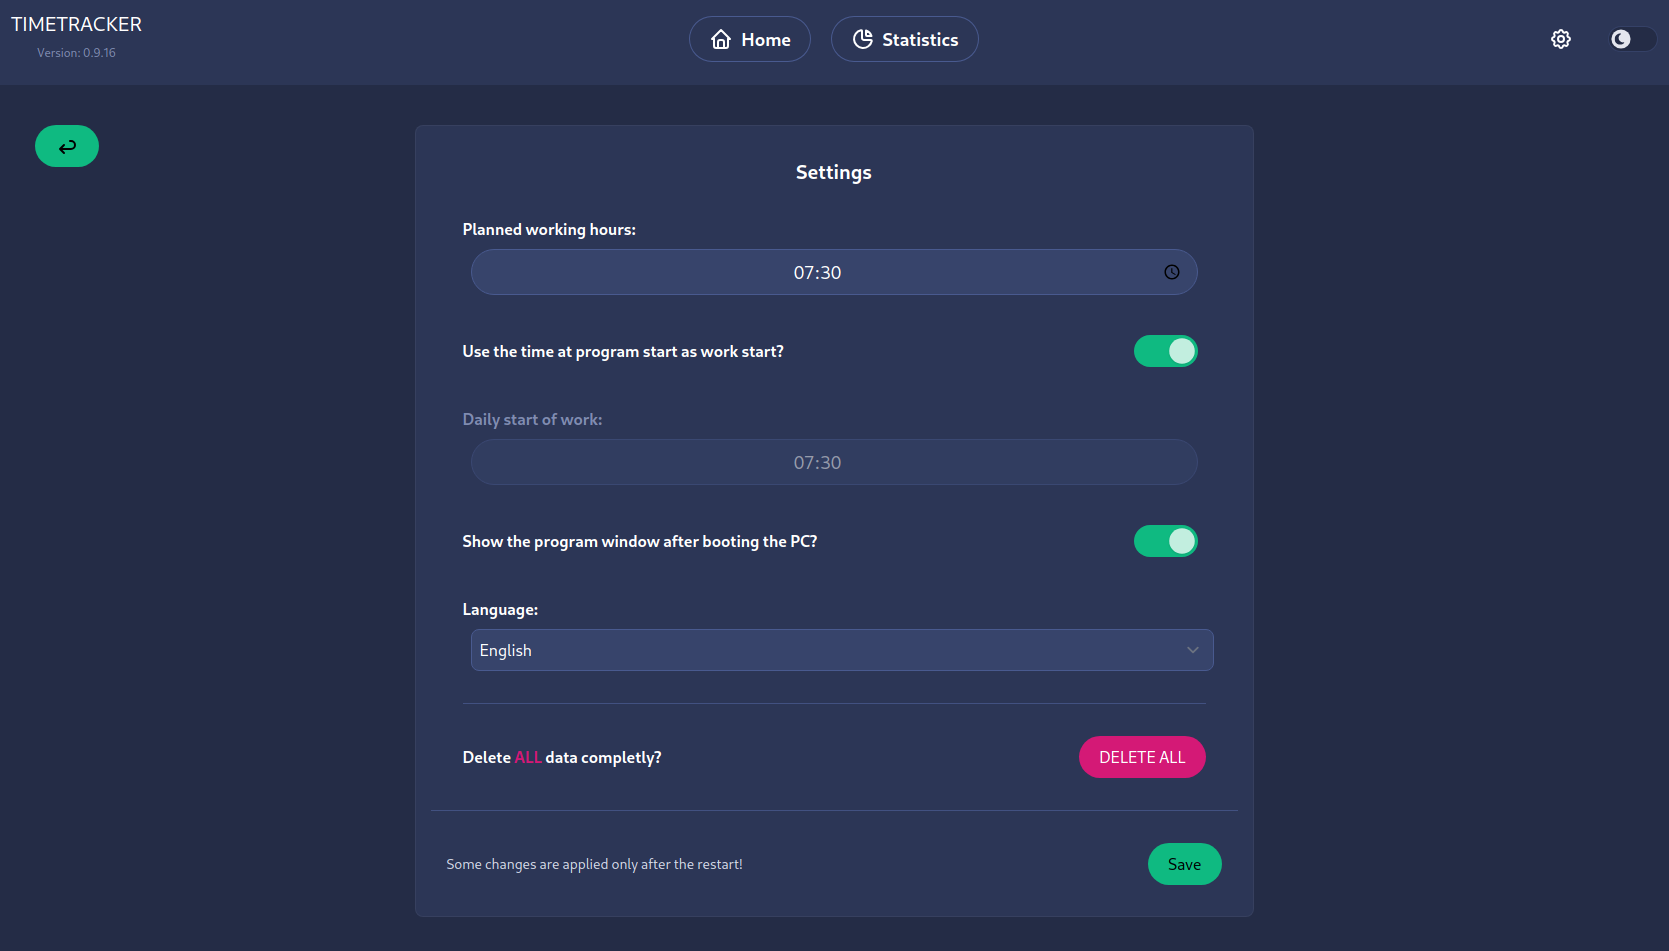 TIMETRACKER
Version: 0.9.16
Home
Statistics
Settings
Planned working hours:
07:30
Use the time at program start as work start?
Daily start of work:
07:30
Show the program window after booting the PC?
Language:
English
Delete ALL data completly?
DELETE ALL
Some changes are applied only after the restart!
Save